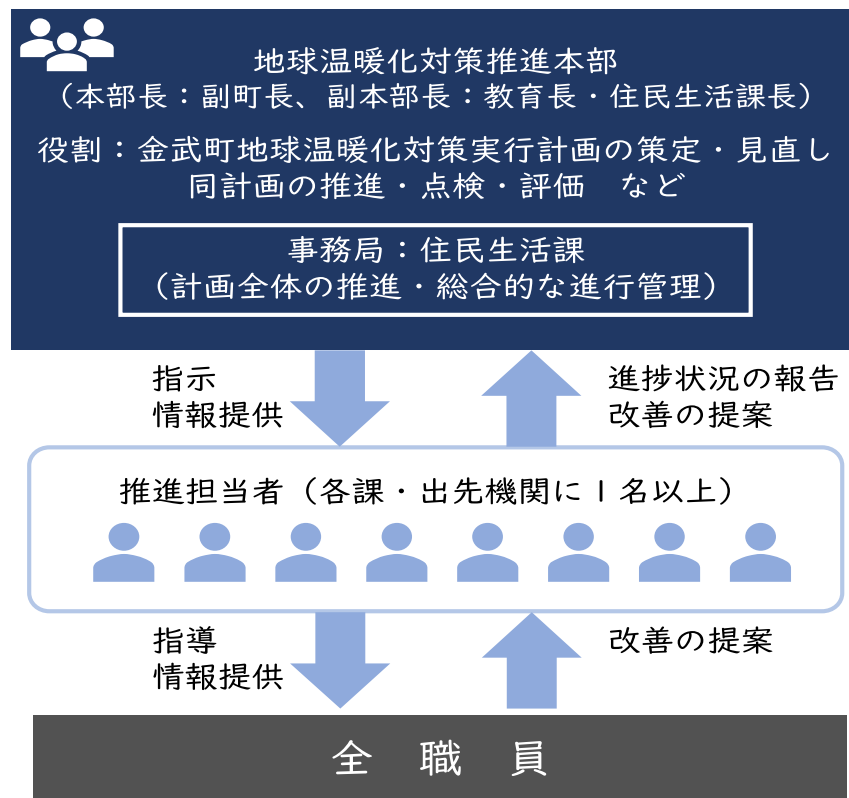 地球温暖化対策推進本部
（本部長：副町長、副本部長：教育長・住民生活課長）
役割：金武町地球温暖化対策実行計画の策定・見直し
同計画の推進・点検・評価　など
事務局：住民生活課
（計画全体の推進・総合的な進行管理）
指示
情報提供
進捗状況の報告
改善の提案
推進担当者（各課・出先機関に１名以上）
指導
情報提供
改善の提案
全　職　員